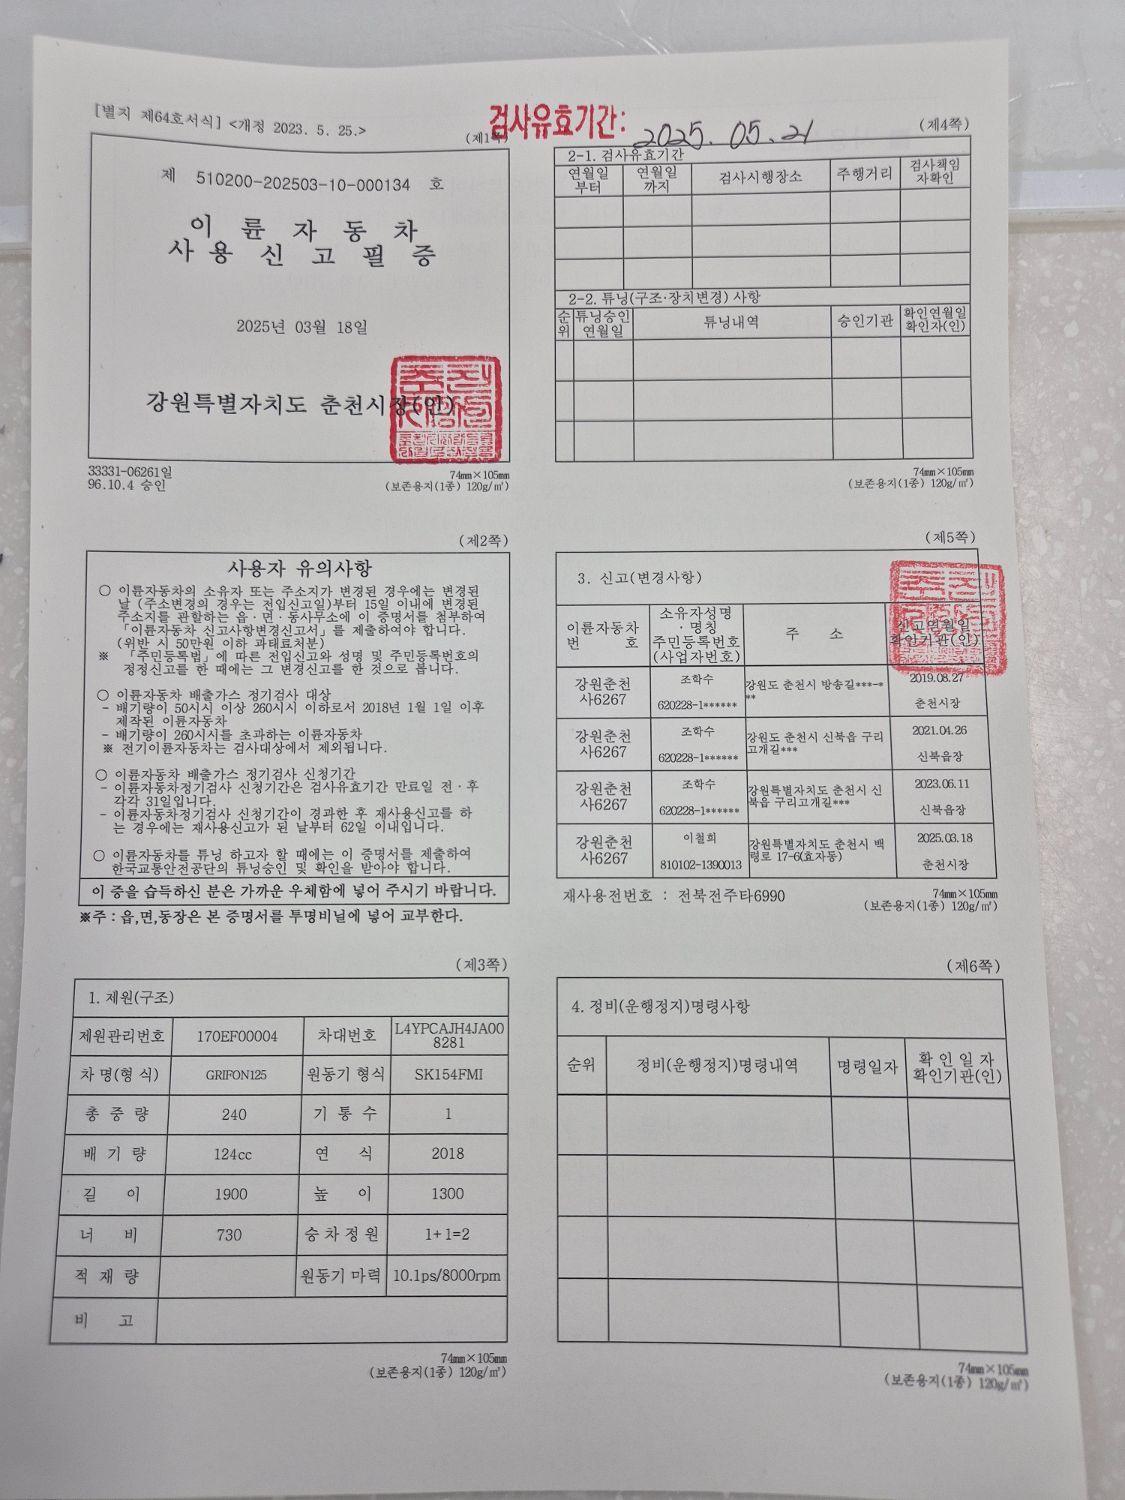 [별지 제64호서식] <개정 2023. 5. 25.>
(제1쪽)
제 510200-202503-10-000134 호
이 륜 자 동 차
사 용 신 고 필 증
2025년 03월 18일
강원특별자치도 춘천시장(인)
33331-06261일
96.10.4 승인
74㎜×105㎜
(보존용지(1종) 120g/㎡)
검사유효기간: 2025. 05. 21
(제4쪽)
2-1. 검사유효기간
연월일부터 연월일까지 검사시행장소 주행거리 검사책임자확인
2-2. 튜닝(구조·장치변경) 사항
순위 튜닝승인연월일 튜닝내역 승인기관 확인연월일확인자(인)
74㎜×105㎜
(보존용지(1종) 120g/㎡)
(제2쪽)
사용자 유의사항
○ 이륜자동차의 소유자 또는 주소지가 변경된 경우에는 변경된
날 (주소변경의 경우는 전입신고일)부터 15일 이내에 변경된
주소지를 관할하는 읍·면·동사무소에 이 증명서를 첨부하여
「이륜자동차 신고사항변경신고서」를 제출하여야 합니다.
(위반 시 50만원 이하 과태료처분)
※ 「주민등록법」에 따른 전입신고와 성명 및 주민등록번호의
정정신고를 한 때에는 그 변경신고를 한 것으로 봅니다.
○ 이륜자동차 배출가스 정기검사 대상
- 배기량이 50시시 이상 260시시 이하로서 2018년 1월 1일 이후
제작된 이륜자동차
- 배기량이 260시시를 초과하는 이륜자동차
※ 전기이륜자동차는 검사대상에서 제외됩니다.
○ 이륜자동차 배출가스 정기검사 신청기간
- 이륜자동차정기검사 신청기간은 검사유효기간 만료일 전·후
각각 31일입니다.
- 이륜자동차정기검사 신청기간이 경과한 후 재사용신고를 하
는 경우에는 재사용신고가 된 날부터 62일 이내입니다.
○ 이륜자동차를 튜닝 하고자 할 때에는 이 증명서를 제출하여
한국교통안전공단의 튜닝승인 및 확인을 받아야 합니다.
이 증을 습득하신 분은 가까운 우체함에 넣어 주시기 바랍니다.
※주 : 읍,면,동장은 본 증명서를 투명비닐에 넣어 교부한다.
(제5쪽)
3. 신고(변경사항)
이륜자동차
번 호
소유자성명
·명칭
주민등록번호
(사업자번호)
주 소
신고연월일
확인기관(인)
강원춘천
사6267
조학수
620228-1******
강원도 춘천시 방송길***-*
**
2019.08.27
춘천시장
강원춘천
사6267
조학수
620228-1******
강원도 춘천시 신북읍 구리
고개길***
2021.04.26
신북읍장
강원춘천
사6267
조학수
620228-1******
강원특별자치도 춘천시 신
북읍 구리고개길***
2023.06.11
신북읍장
강원춘천
사6267
이철희
810102-1390013
강원특별자치도 춘천시 백
령로 17-6(효자동)
2025.03.18
춘천시장
재사용전번호 : 전북전주타6990
74㎜×105㎜
(보존용지(1종) 120g/㎡)
(제3쪽)
1. 제원(구조)
제원관리번호 170EF00004 차대번호 L4YPCAJH4JA008281
차 명(형 식) GRIFON125 원동기 형식 SK154FMI
총 중 량 240 기 통 수 1
배 기 량 124cc 연 식 2018
길 이 1900 높 이 1300
너 비 730 승 차 정 원 1+1=2
적 재 량 원동기 마력 10.1ps/8000rpm
비 고
74㎜×105㎜
(보존용지(1종) 120g/㎡)
(제6쪽)
4. 정비(운행정지)명령사항
순위 정비(운행정지)명령내역 명령일자 확 인 일 자
확인기관(인)
74㎜×105㎜
(보존용지(1종) 120g/㎡)